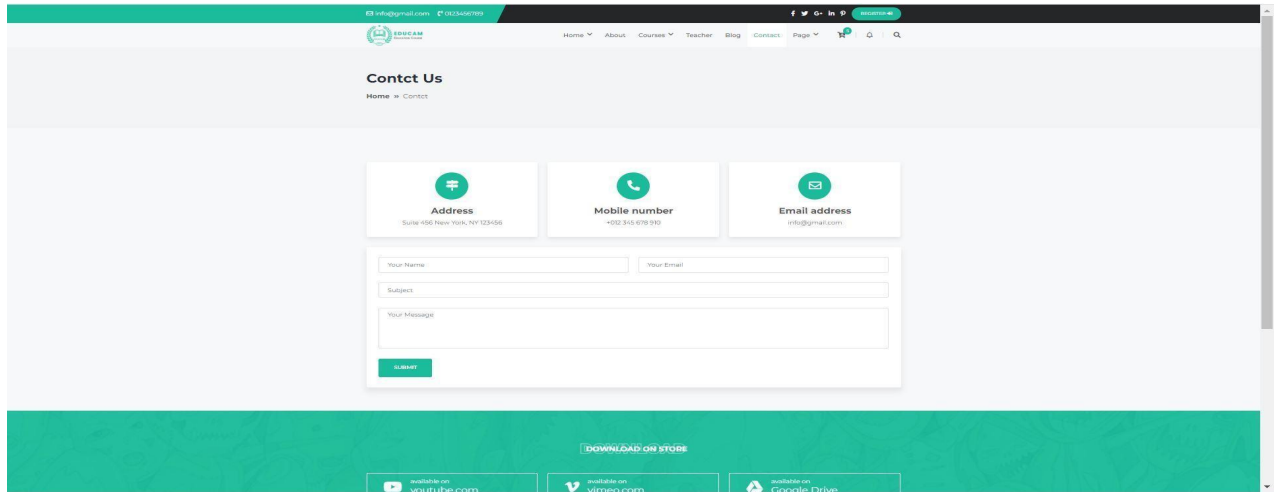 info@gmail.com 0123456789
REGISTER
EDUCAM
Home About Courses Teacher Blog Contact Page
Contct Us
Home » Contct
Address
Suite 456 New York, NY 123456
Mobile number
+012 345 678 910
Email address
info@gmail.com
Your Name
Your Email
Subject
Your Message
SUBMIT
DOWNLOAD ON STORE
available on
youtube.com
available on
vimeo.com
available on
Google Drive